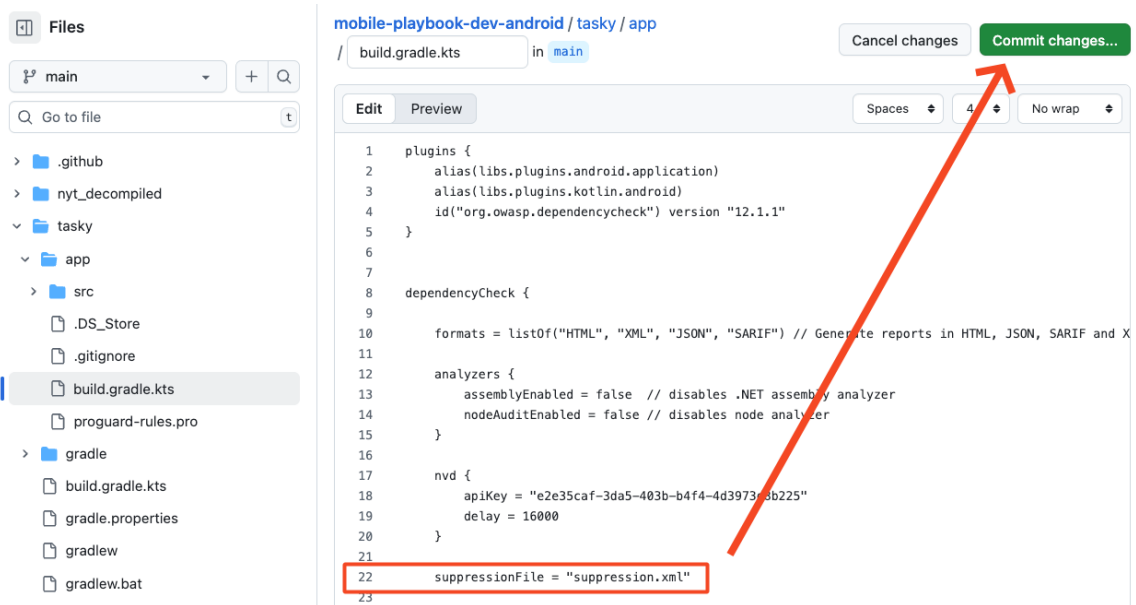 Files
main
Go to file
t
.github
nyt_decompiled
tasky
app
src
.DS_Store
.gitignore
build.gradle.kts
proguard-rules.pro
gradle
build.gradle.kts
gradle.properties
gradlew
gradlew.bat
mobile-playbook-dev-android / tasky / app
/ build.gradle.kts in main
Cancel changes
Commit changes...
Edit Preview
Spaces 4 No wrap
1 plugins {
2 alias(libs.plugins.android.application)
3 alias(libs.plugins.kotlin.android)
4 id("org.owasp.dependencycheck") version "12.1.1"
5 }
6
7
8 dependencyCheck {
9
10 formats = listOf("HTML", "XML", "JSON", "SARIF") // Generate reports in HTML, JSON, SARIF and X
11
12 analyzers {
13 assemblyEnabled = false // disables .NET assembly analyzer
14 nodeAuditEnabled = false // disables node analyzer
15 }
16
17 nvd {
18 apiKey =
19 delay = 16000
20 }
21
22 suppressionFile = "suppression.xml"
23